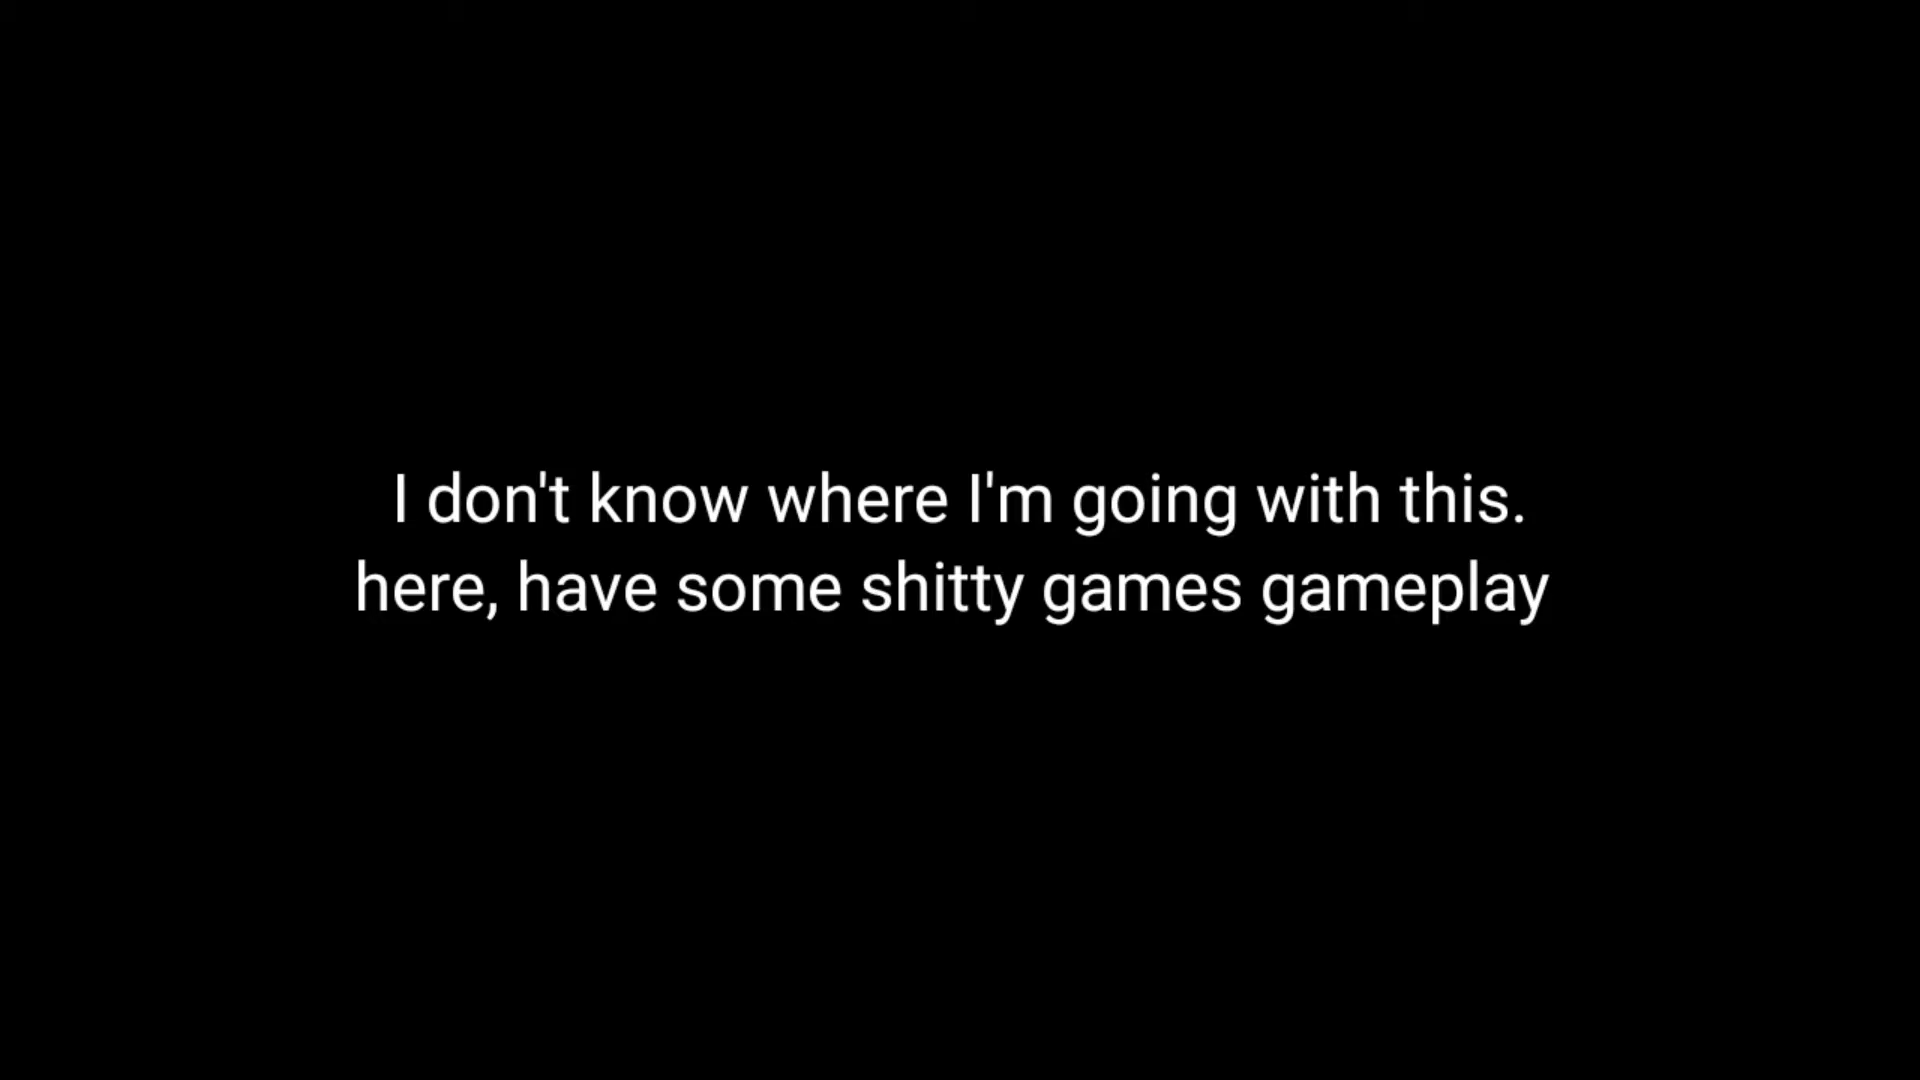 I don't know where I'm going with this.
here, have some shitty games gameplay